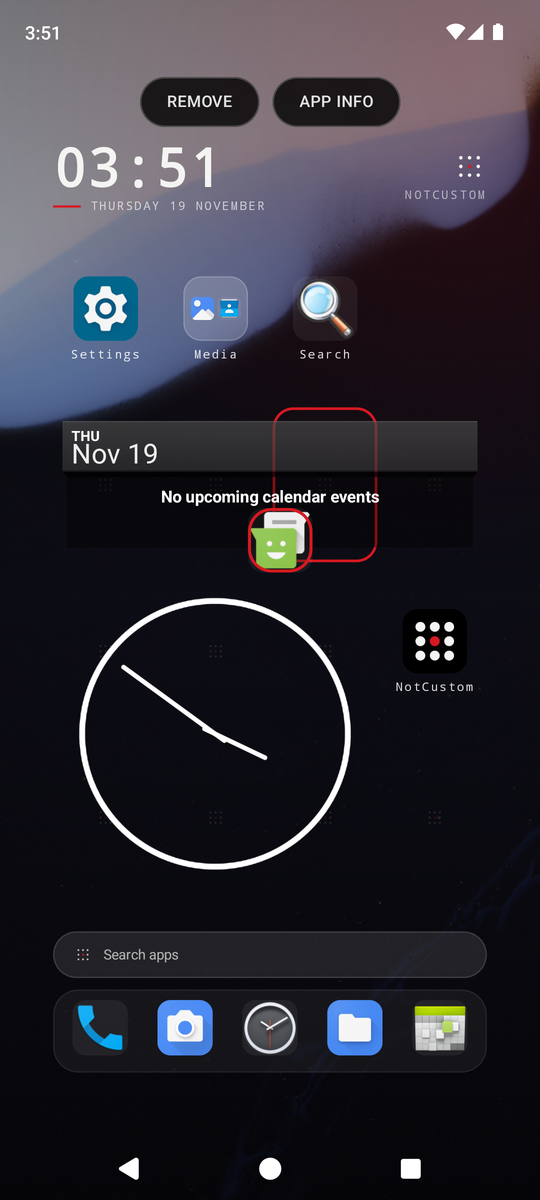 3:51
REMOVE
APP INFO
03:51
THURSDAY 19 NOVEMBER
NOTCUSTOM
Settings
Media
Search
THU
Nov 19
No upcoming calendar events
NotCustom
Search apps